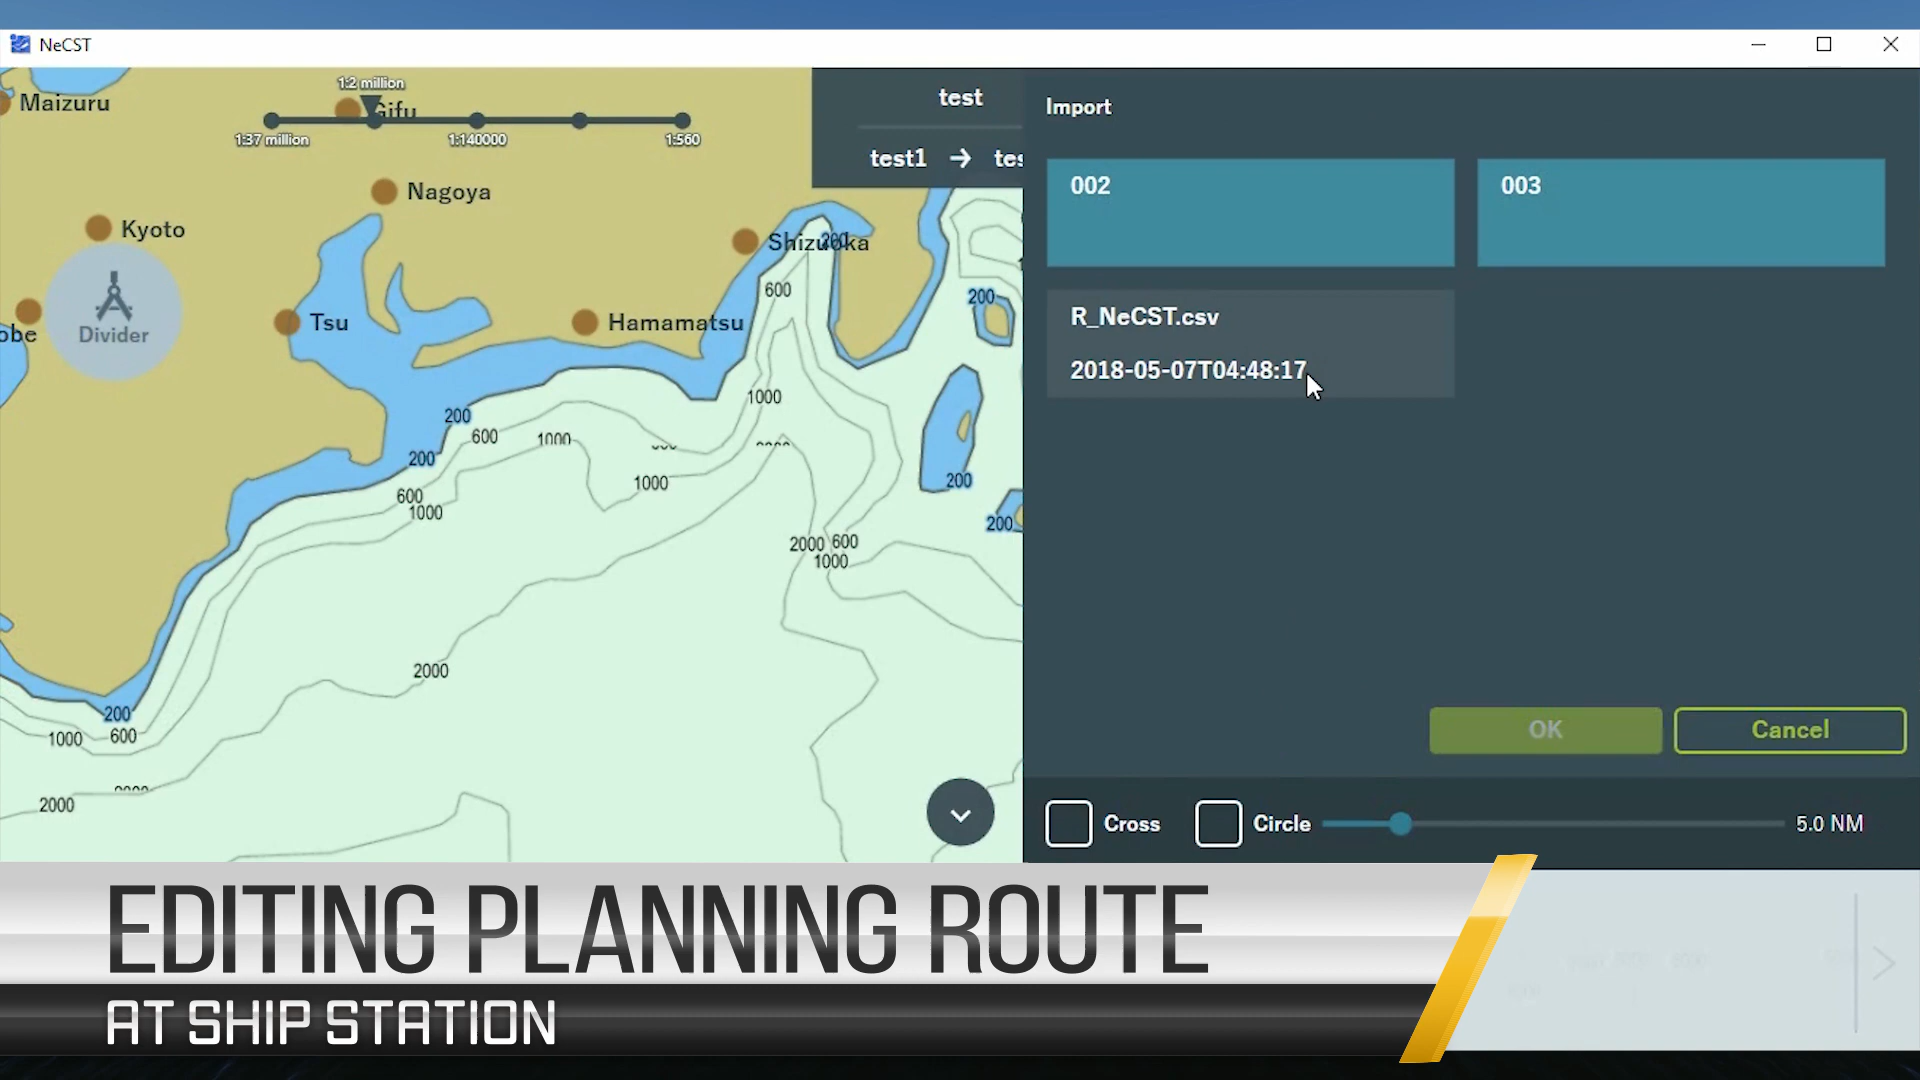 NeCST
Maizuru
1:2 million
Gifu
1:37 million
1:140000
1:560
test
test1 → tes
Import
002
003
Nagoya
Kyoto
Shizuoka
200
Divider
obe
Tsu
Hamamatsu
600
200
R_NeCST.csv
2018-05-07T04:48:17
1000
200
600
1000
200
1000
200
600
1000
200
2000
600
1000
2000
200
1000
600
2000
OK
Cancel
Cross
Circle
5.0 NM
EDITING PLANNING ROUTE
AT SHIP STATION